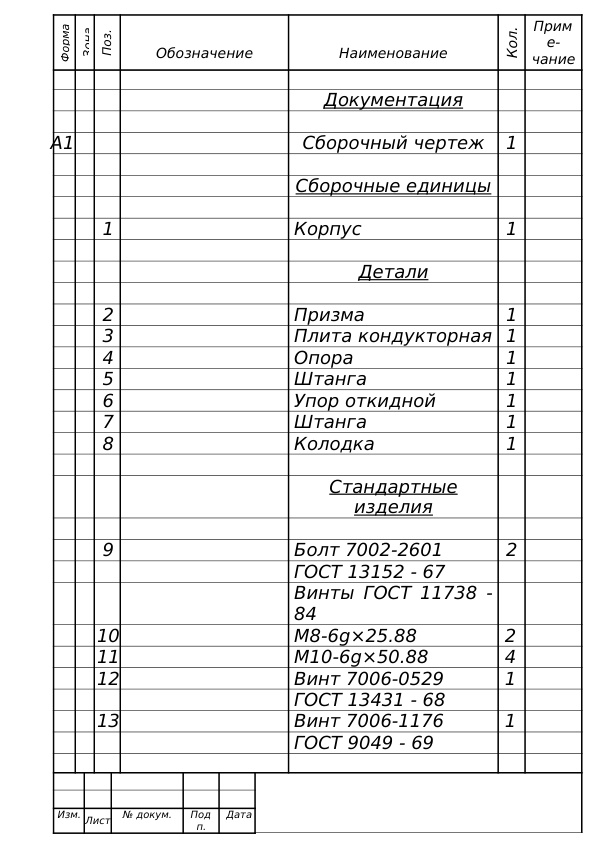 Форма Зона Поз. Обозначение Наименование Кол. Прим
е-
чание
Документация
А1 Сборочный чертеж 1
Сборочные единицы
1 Корпус 1
Детали
2 Призма 1
3 Плита кондукторная 1
4 Опора 1
5 Штанга 1
6 Упор откидной 1
7 Штанга 1
8 Колодка 1
Стандартные
изделия
9 Болт 7002-2601 2
ГОСТ 13152 - 67
Винты ГОСТ 11738 -
84
10 М8-6g×25.88 2
11 М10-6g×50.88 4
12 Винт 7006-0529 1
ГОСТ 13431 - 68
13 Винт 7006-1176 1
ГОСТ 9049 - 69
Изм. Лист № докум. Под
п. Дата